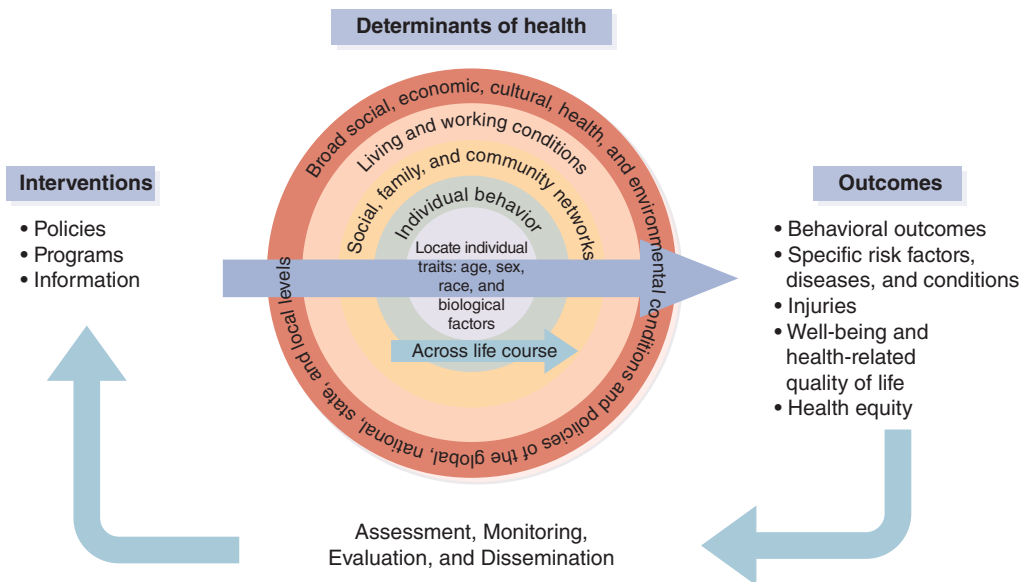 Determinants of health
Broad social, economic, cultural, health, and environmental conditions and policies of the global, national, state, and local levels
Living and working conditions
Social, family, and community networks
Individual behavior
Locate individual
traits: age, sex,
race, and
biological
factors
Across life course
Interventions
• Policies
• Programs
• Information
Outcomes
• Behavioral outcomes
• Specific risk factors,
diseases, and conditions
• Injuries
• Well-being and
health-related
quality of life
• Health equity
Assessment, Monitoring,
Evaluation, and Dissemination